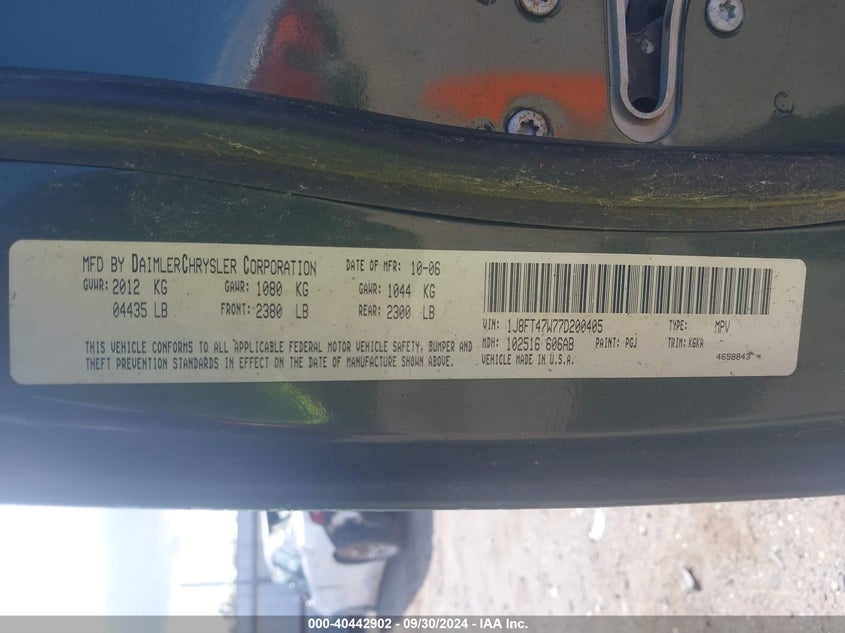 MFD BY DAIMLERCHRYSLER CORPORATION DATE OF MFR: 10-06
GVWR: 2012 KG GAWR: 1080 KG GAWR: 1044 KG
04435 LB FRONT: 2380 LB REAR: 2300 LB
VIN: 1J8FT47W77D200405 TYPE: MPV
MDH: 102516 606AB PAINT: PGJ TRIM: K6KA
THIS VEHICLE CONFORMS TO ALL APPLICABLE FEDERAL MOTOR VEHICLE SAFETY, BUMPER AND
THEFT PREVENTION STANDARDS IN EFFECT ON THE DATE OF MANUFACTURE SHOWN ABOVE.
VEHICLE MADE IN U.S.A. 4658843
000-40442902 - 09/30/2024 - IAA Inc.